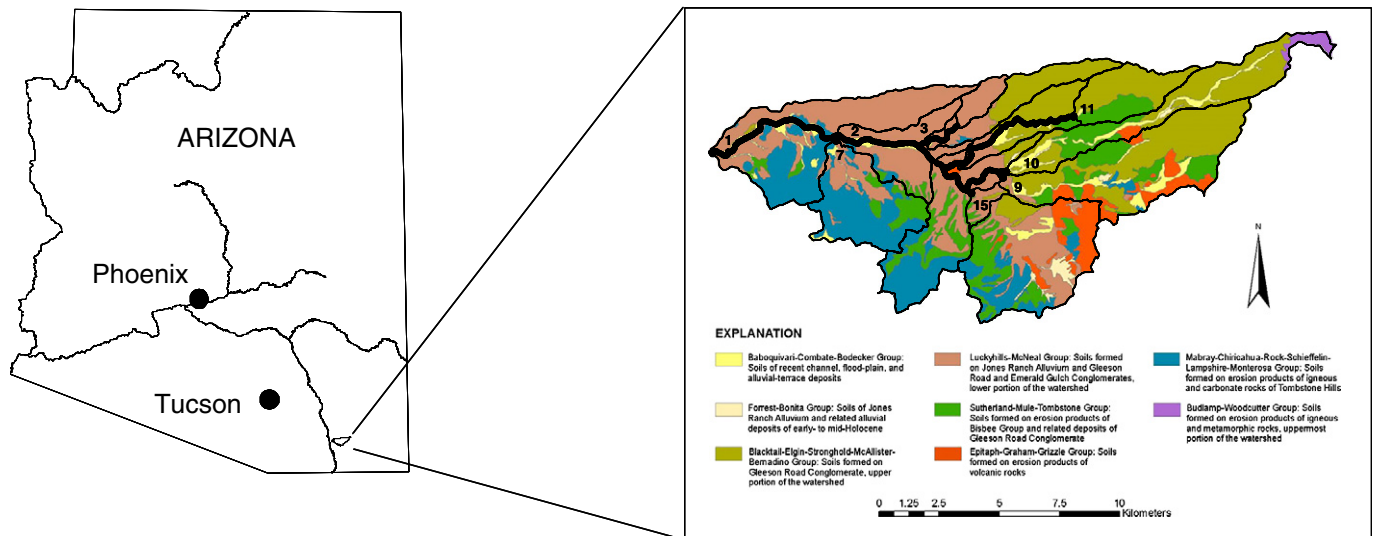 ARIZONA
Phoenix
Tucson
1
2
3
11
7
10
9
15
N
EXPLANATION
Baboquivari-Combate-Bodecker Group:
Soils of recent channel, flood-plain, and
alluvial-terrace deposits
Forrest-Bonita Group: Soils of Jones
Ranch Alluvium and related alluvial
deposits of early- to mid-Holocene
Blacktail-Elgin-Stronghold-McAllister-
Bernadino Group: Soils formed on
Gleeson Road Conglomerate, upper
portion of the watershed
Luckyhills-McNeal Group: Soils formed
on Jones Ranch Alluvium and Gleeson
Road and Emerald Gulch Conglomerates,
lower portion of the watershed
Sutherland-Mule-Tombstone Group:
Soils formed on erosion products of
Bisbee Group and related deposits of
Gleeson Road Conglomerate
Epitaph-Graham-Grizzle Group: Soils
formed on erosion products of
volcanic rocks
Mabray-Chiricahua-Rock-Schieffelin-
Lampshire-Monterosa Group: Soils
formed on erosion products of igneous
and carbonate rocks of Tombstone Hills
Budlamp-Woodcutter Group: Soils
formed on erosion products of igneous
and metamorphic rocks, uppermost
portion of the watershed
0 1.25 2.5 5 7.5 10
Kilometers